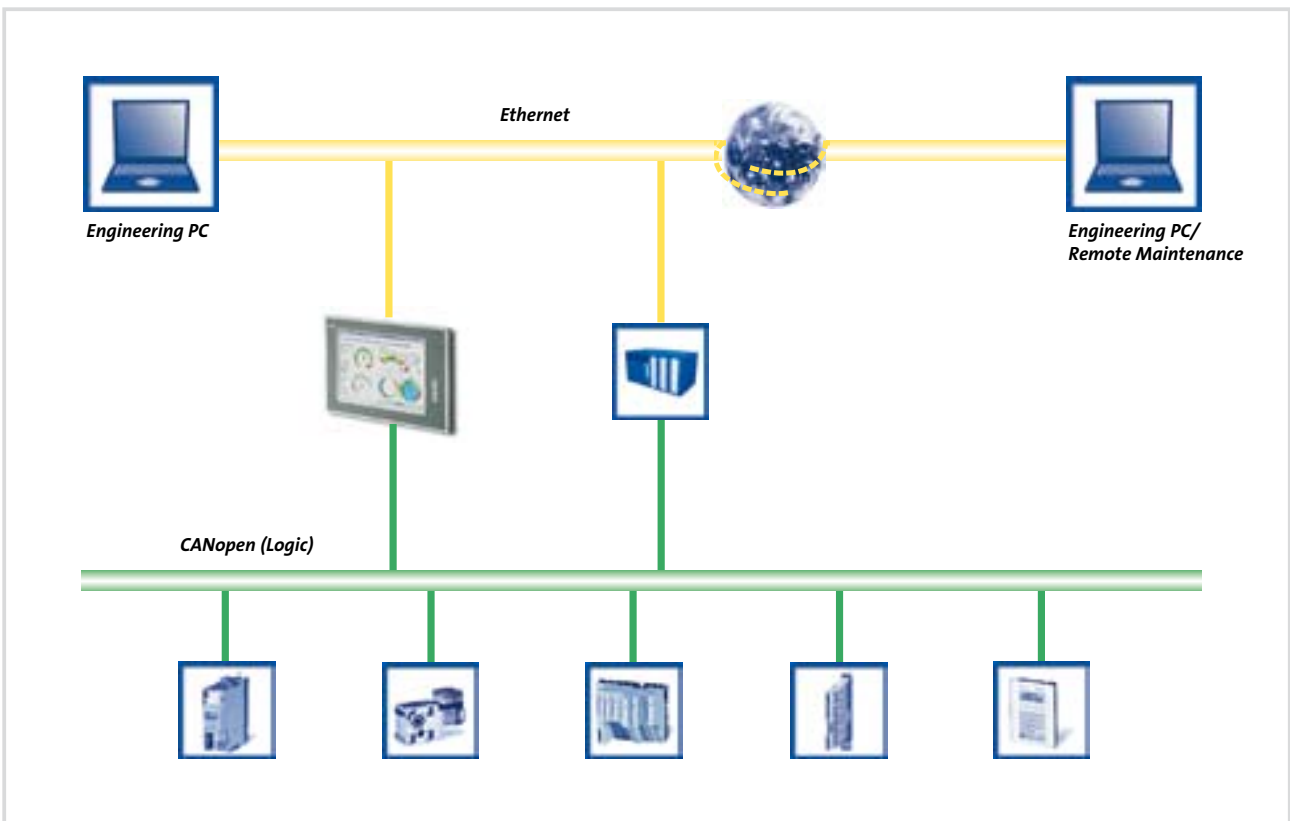 Ethernet
Engineering PC
Engineering PC/
Remote Maintenance
CANopen (Logic)